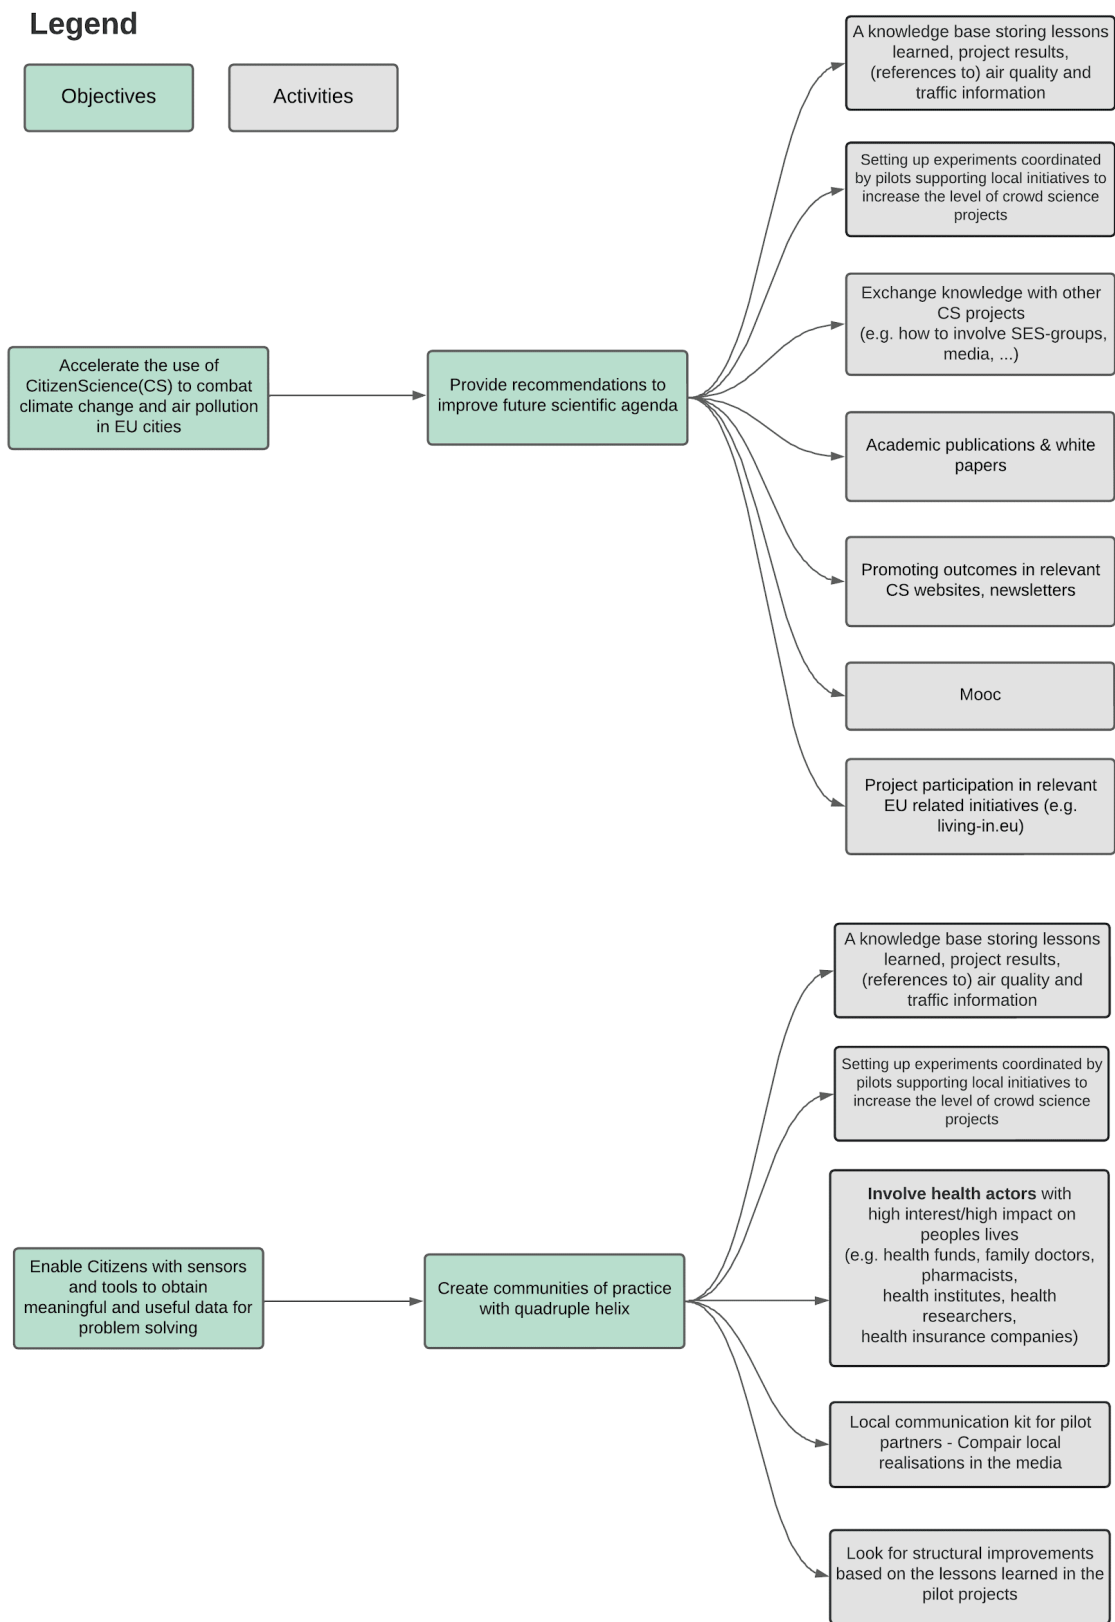 Legend
Objectives
Activities
A knowledge base storing lessons
learned, project results,
(references to) air quality and
traffic information
Setting up experiments coordinated
by pilots supporting local initiatives to
increase the level of crowd science
projects
Exchange knowledge with other
CS projects
(e.g. how to involve SES-groups,
media, ...)
Accelerate the use of
CitizenScience(CS) to combat
climate change and air pollution
in EU cities
Provide recommendations to
improve future scientific agenda
Academic publications & white
papers
Promoting outcomes in relevant
CS websites, newsletters
Mooc
Project participation in relevant
EU related initiatives (e.g.
living-in.eu)
A knowledge base storing lessons
learned, project results,
(references to) air quality and
traffic information
Setting up experiments coordinated by
pilots supporting local initiatives to
increase the level of crowd science
projects
Involve health actors with
high interest/high impact on
peoples lives
(e.g. health funds, family doctors,
pharmacists,
health institutes, health
researchers,
health insurance companies)
Enable Citizens with sensors
and tools to obtain
meaningful and useful data for
problem solving
Create communities of practice
with quadruple helix
Local communication kit for pilot
partners - Compair local
realisations in the media
Look for structural improvements
based on the lessons learned in the
pilot projects